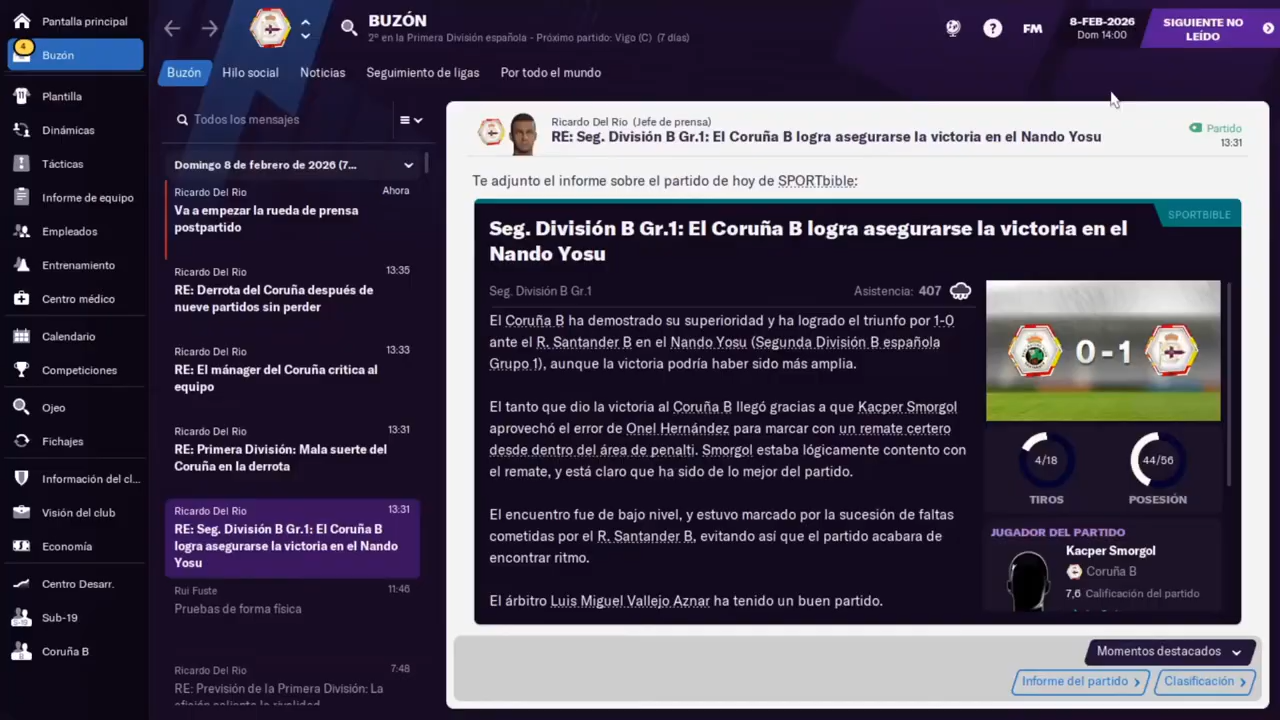 Pantalla principal
4
Buzón
Plantilla
Dinámicas
Tácticas
Informe de equipo
Empleados
Entrenamiento
Centro médico
Calendario
Competiciones
Ojeo
Fichajes
Información del cl...
Visión del club
Economía
Centro Desarr.
Sub-19
Coruña B
BUZÓN
2º en la Primera División española - Próximo partido: Vigo (C) (7 días)
FM
8-FEB-2026
Dom 14:00
SIGUIENTE NO
LEÍDO
Buzón
Hilo social
Noticias
Seguimiento de ligas
Por todo el mundo
Todos los mensajes
Domingo 8 de febrero de 2026 (7...
Ricardo Del Rio
Ahora
Va a empezar la rueda de prensa
postpartido
Ricardo Del Rio
13:35
RE: Derrota del Coruña después de
nueve partidos sin perder
Ricardo Del Rio
13:33
RE: El mánager del Coruña critica al
equipo
Ricardo Del Rio
13:31
RE: Primera División: Mala suerte del
Coruña en la derrota
Ricardo Del Rio
13:31
RE: Seg. División B Gr.1: El Coruña B
logra asegurarse la victoria en el Nando
Yosu
Rui Fuste
11:46
Pruebas de forma física
Ricardo Del Rio
7:48
RE: Previsión de la Primera División: La
Ricardo Del Rio (Jefe de prensa)
RE: Seg. División B Gr.1: El Coruña B logra asegurarse la victoria en el Nando Yosu
Partido
13:31
Te adjunto el informe sobre el partido de hoy de SPORTbible:
SPORTBIBLE
Seg. División B Gr.1: El Coruña B logra asegurarse la victoria en el
Nando Yosu
Seg. División B Gr.1
Asistencia: 407
El Coruña B ha demostrado su superioridad y ha logrado el triunfo por 1-0
ante el R. Santander B en el Nando Yosu (Segunda División B española
Grupo 1), aunque la victoria podría haber sido más amplia.
El tanto que dio la victoria al Coruña B llegó gracias a que Kacper Smorgol
aprovechó el error de Onel Hernández para marcar con un remate certero
desde dentro del área de penalti. Smorgol estaba lógicamente contento con
el remate, y está claro que ha sido de lo mejor del partido.
El encuentro fue de bajo nivel, y estuvo marcado por la sucesión de faltas
cometidas por el R. Santander B, evitando así que el partido acabara de
encontrar ritmo.
El árbitro Luis Miguel Vallejo Aznar ha tenido un buen partido.
0 - 1
4/18
TIROS
44/56
POSESIÓN
JUGADOR DEL PARTIDO
Kacper Smorgol
Coruña B
7,6 Calificación del partido
Momentos destacados
Informe del partido
Clasificación